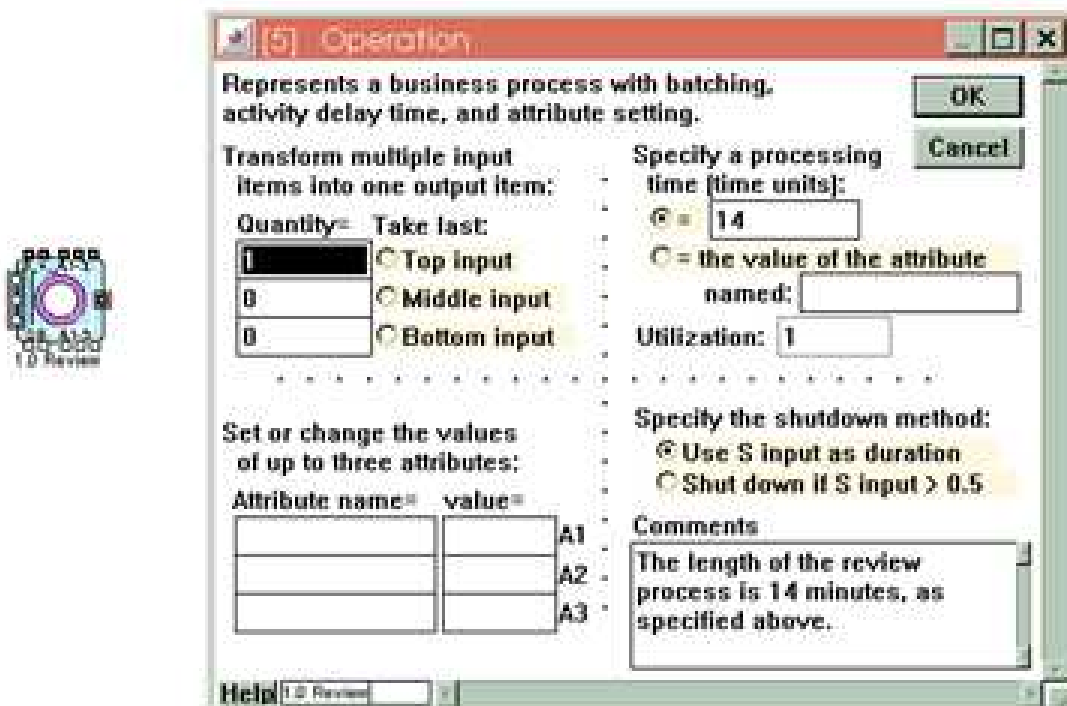 [5] Operation
Represents a business process with batching,
activity delay time, and attribute setting.
OK
Cancel
Transform multiple input
items into one output item:
Quantity= Take last:
1 Top input
0 Middle input
0 Bottom input
Specify a processing
time (time units):
= 14
= the value of the attribute
named:
Utilization: 1
Set or change the values
of up to three attributes:
Attribute name= value=
A1
A2
A3
Specify the shutdown method:
Use S input as duration
Shut down if S input > 0.5
Comments
The length of the review
process is 14 minutes, as
specified above.
Help 1.0 Review
1.0 Review